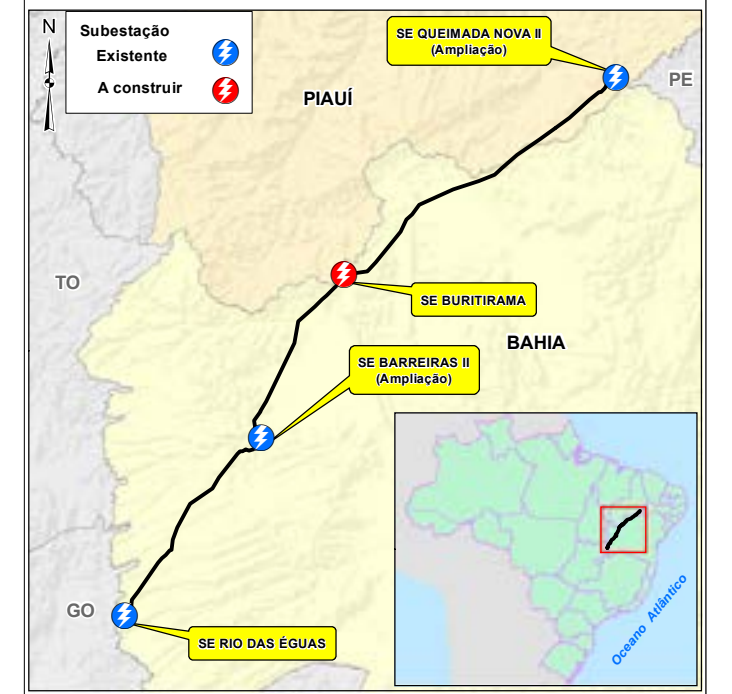 N
Subestação
Existente
A construir
SE QUEIMADA NOVA II
(Ampliação)
PE
PIAUÍ
TO
SE BURITIRAMA
BAHIA
SE BARREIRAS II
(Ampliação)
GO
SE RIO DAS ÉGUAS
Oceano Atlântico